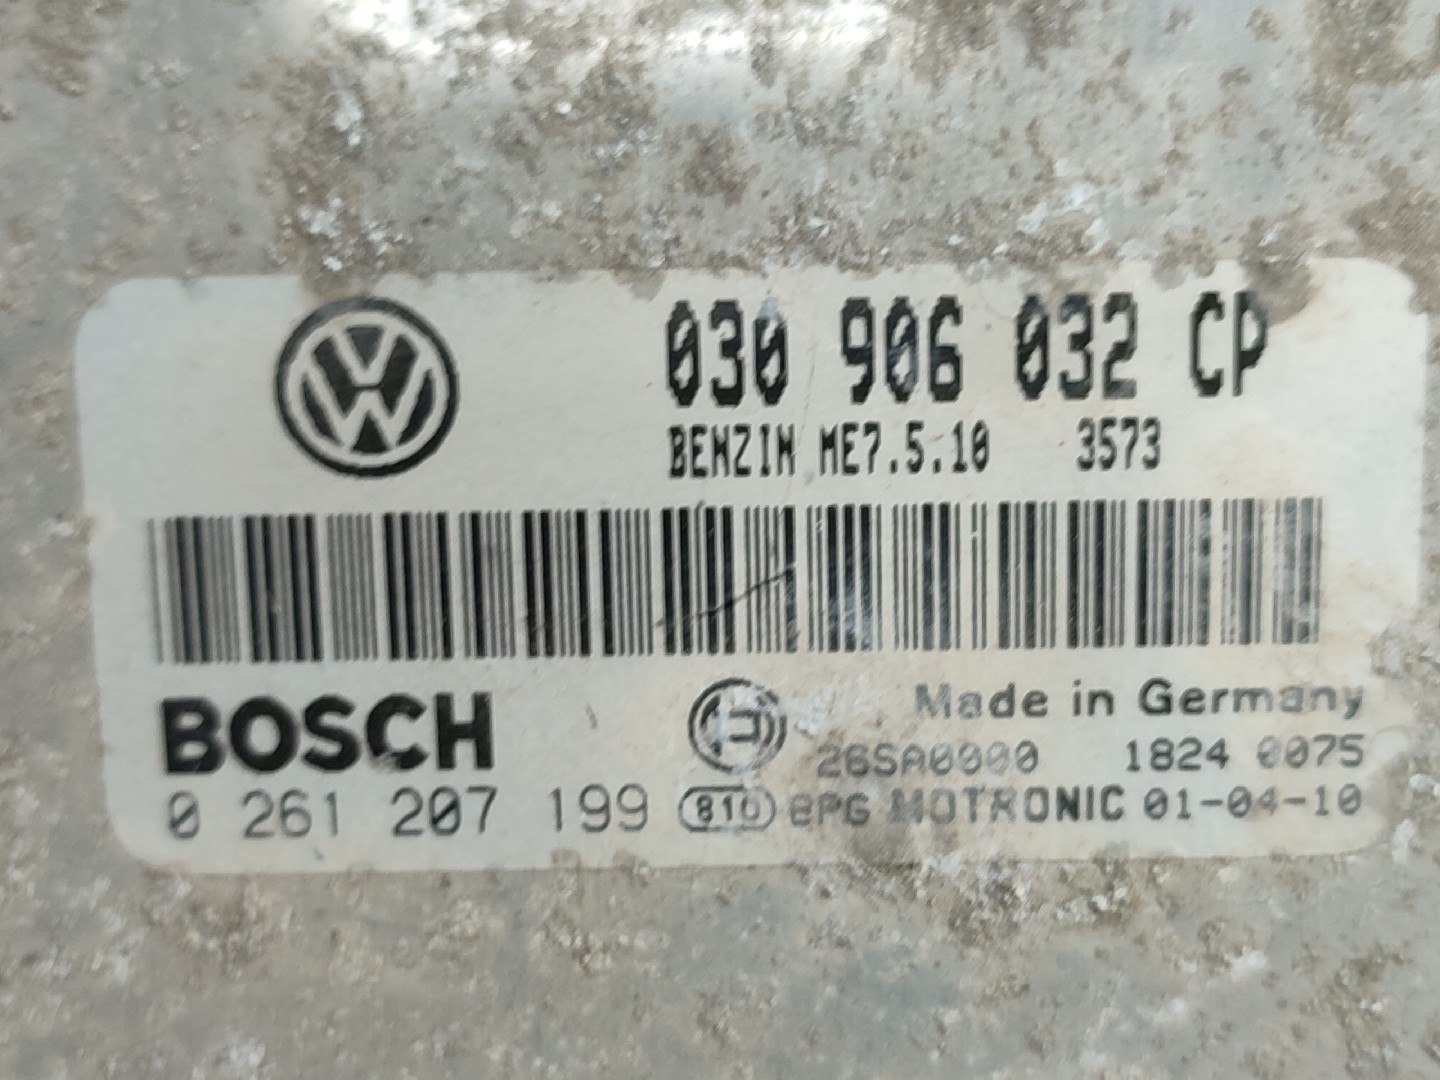 030 906 032 CP
BENZIN ME7.5.10 3573
BOSCH
Made in Germany
26SA0000 1824 0075
0 261 207 199 810 EPG MOTRONIC 01-04-10